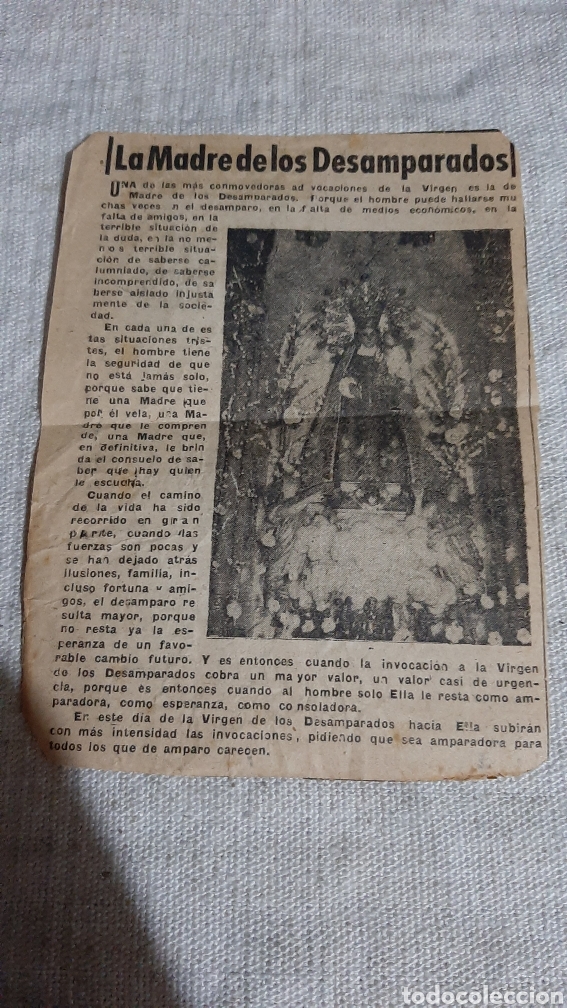 La Madre de los Desamparados
UNA de las más conmovedoras ad vocaciones de la Virgen es la de
Madre de los Desamparados. Porque el hombre puede hallarse mu
chas veces n el desamparo, en la falta de medios económicos, en la
falta de amigos, en la
terrible situación de
la duda, en la no me-
nos terrible situa-
ción de saberse ca-
lumniado, de saberse
incomprendido, de sa
berse aislado injusta
mente de la socie-
dad.
En cada una de es
tas situaciones tris-
tes, el hombre tiene
la seguridad de que
no está jamás solo,
porque sabe que tie-
ne una Madre que
por él vela, una Ma-
dre que le compren
de, una Madre que,
en definitiva, le brin
da el consuelo de sa-
ber que hay quien
le escucha.
Cuando el camino
de la vida ha sido
recorrido en gran
parte, cuando las
fuerzas son pocas y
se han dejado atrás
ilusiones, familia, in-
cluso fortuna y ami-
gos, el desamparo re
sulta mayor, porque
no resta ya la es-
peranza de un favo-
rable cambio futuro. Y es entonces cuando la invocación a la Virgen
de los Desamparados cobra un mayor valor, un valor casi de urgen-
cia, porque es entonces cuando al hombre solo Ella le resta como am-
paradora, como esperanza, como consoladora.
En este día de la Virgen de los Desamparados hacia Ella subirán
con más intensidad las invocaciones, pidiendo que sea amparadora para
todos los que de amparo carecen.
todocoleccion